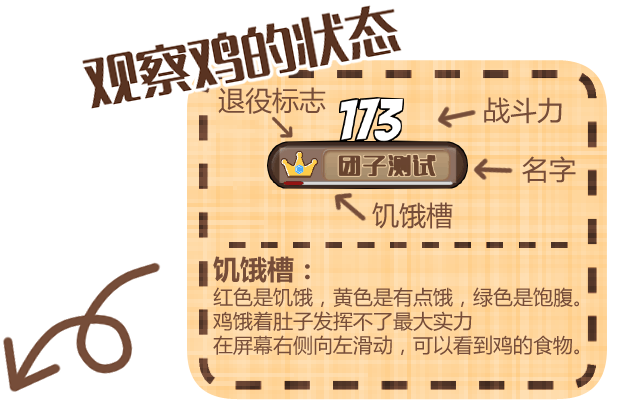 观察鸡的状态
退役标志
173
战斗力
团子测试
名字
饥饿槽
饥饿槽：
红色是饥饿，黄色是有点饿，绿色是饱腹。
鸡饿着肚子发挥不了最大实力
在屏幕右侧向左滑动，可以看到鸡的食物。